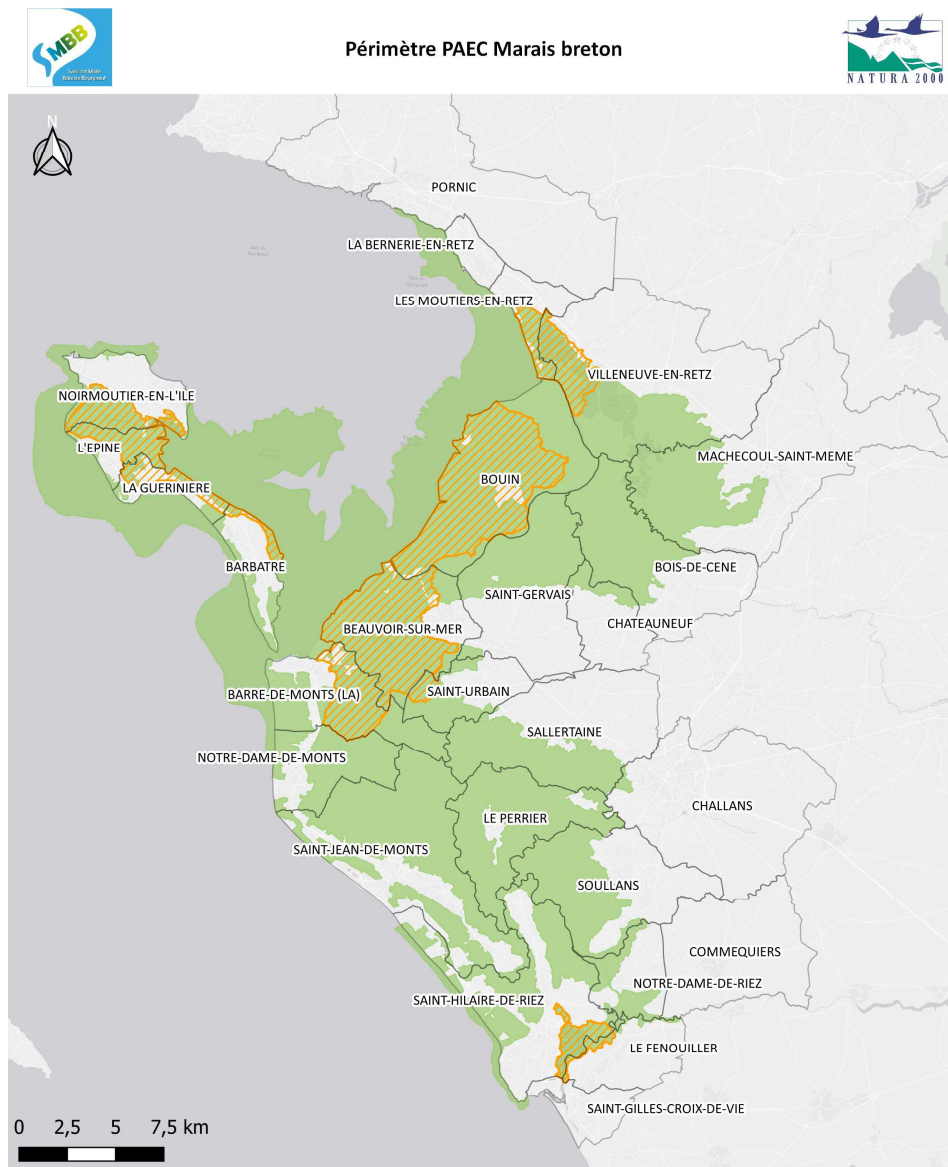 SMBB
Périmètre PAEC Marais breton
NATURA 2000
N
PORNIC
LA BERNERIE-EN-RETZ
LES MOUTIERS-EN-RETZ
VILLENEUVE-EN-RETZ
NOIRMOUTIER-EN-L'ILE
L'EPINE
MACHECOUL-SAINT-MEME
BOUIN
LA GUERINIERE
BARBATRE
BOIS-DE-CENE
SAINT-GERVAIS
CHATEAUNEUF
BEAUVOIR-SUR-MER
BARRE-DE-MONTS (LA)
SAINT-URBAIN
SALLERTAINE
NOTRE-DAME-DE-MONTS
CHALLANS
LE PERRIER
SAINT-JEAN-DE-MONTS
SOULLANS
COMMEQUIERS
NOTRE-DAME-DE-RIEZ
SAINT-HILAIRE-DE-RIEZ
LE FENOUILLER
SAINT-GILLES-CROIX-DE-VIE
0 2,5 5 7,5 km